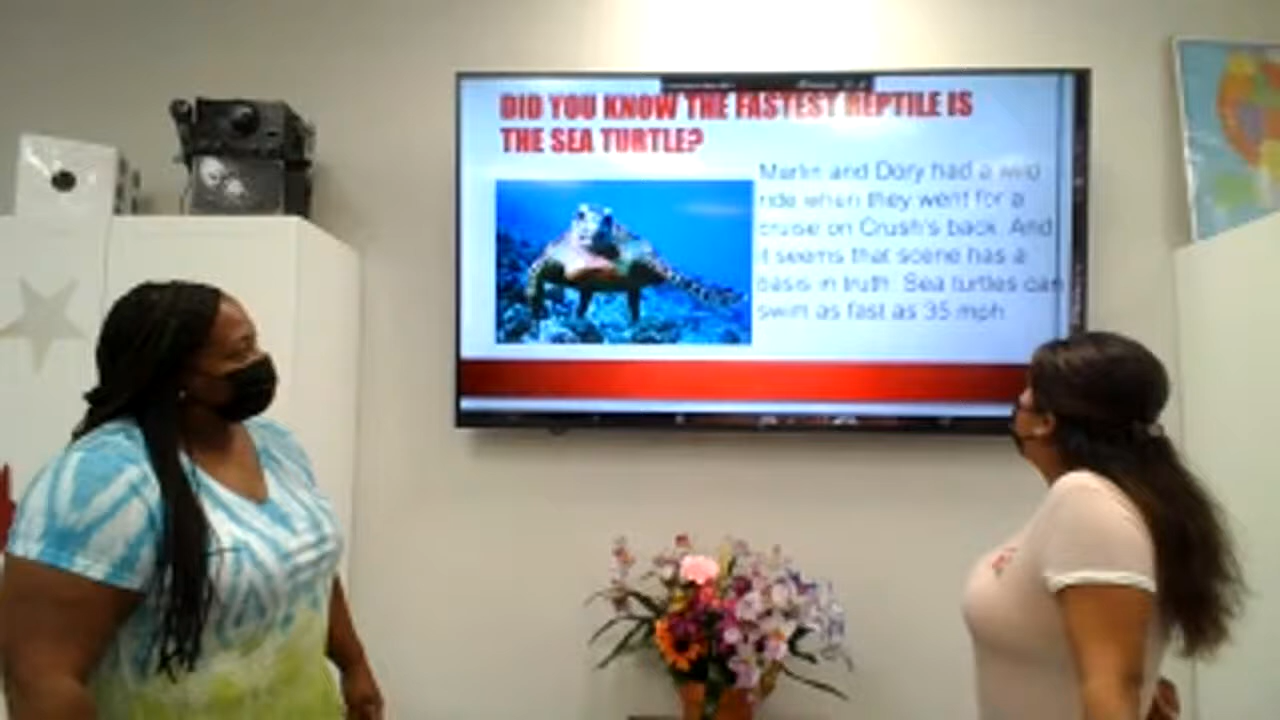 DID YOU KNOW THE FASTEST REPTILE IS
THE SEA TURTLE?
Marlin and Dory had a wild
ride when they went for a
cruise on Crush's back. And
it seems that scene has a
basis in truth. Sea turtles can
swim as fast as 35 mph.